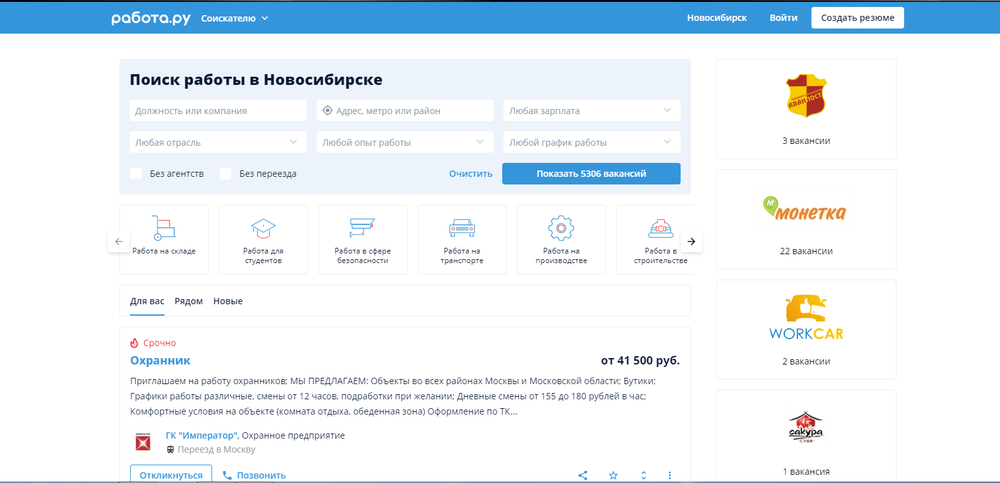 работа.ру
Соискателю
Новосибирск
Войти
Создать резюме
Поиск работы в Новосибирске
Должность или компания
Адрес, метро или район
Любая зарплата
Любая отрасль
Любой опыт работы
Любой график работы
Без агентств
Без переезда
Очистить
Показать 5306 вакансий
Работа на складе
Работа для
студентов
Работа в сфере
безопасности
Работа на
транспорте
Работа на
производстве
Работа в
строительстве
Для вас
Рядом
Новые
Срочно
Охранник
от 41 500 руб.
Приглашаем на работу охранников; МЫ ПРЕДЛАГАЕМ: Объекты во всех районах Москвы и Московской области; Бутики;
Графики работы различные, смены от 12 часов, подработки при желании; Дневные смены от 155 до 180 рублей в час;
Комфортные условия на объекте (комната отдыха, обеденная зона) Оформление по ТК...
ИМПЕРАТОР
ГК "Император", Охранное предприятие
Переезд в Москву
Откликнуться
Позвонить
АВАНПОСТ
3 вакансии
М
МОНЕТКА
22 вакансии
WORKCAR
2 вакансии
сакура
·СУШИ·
1 вакансия